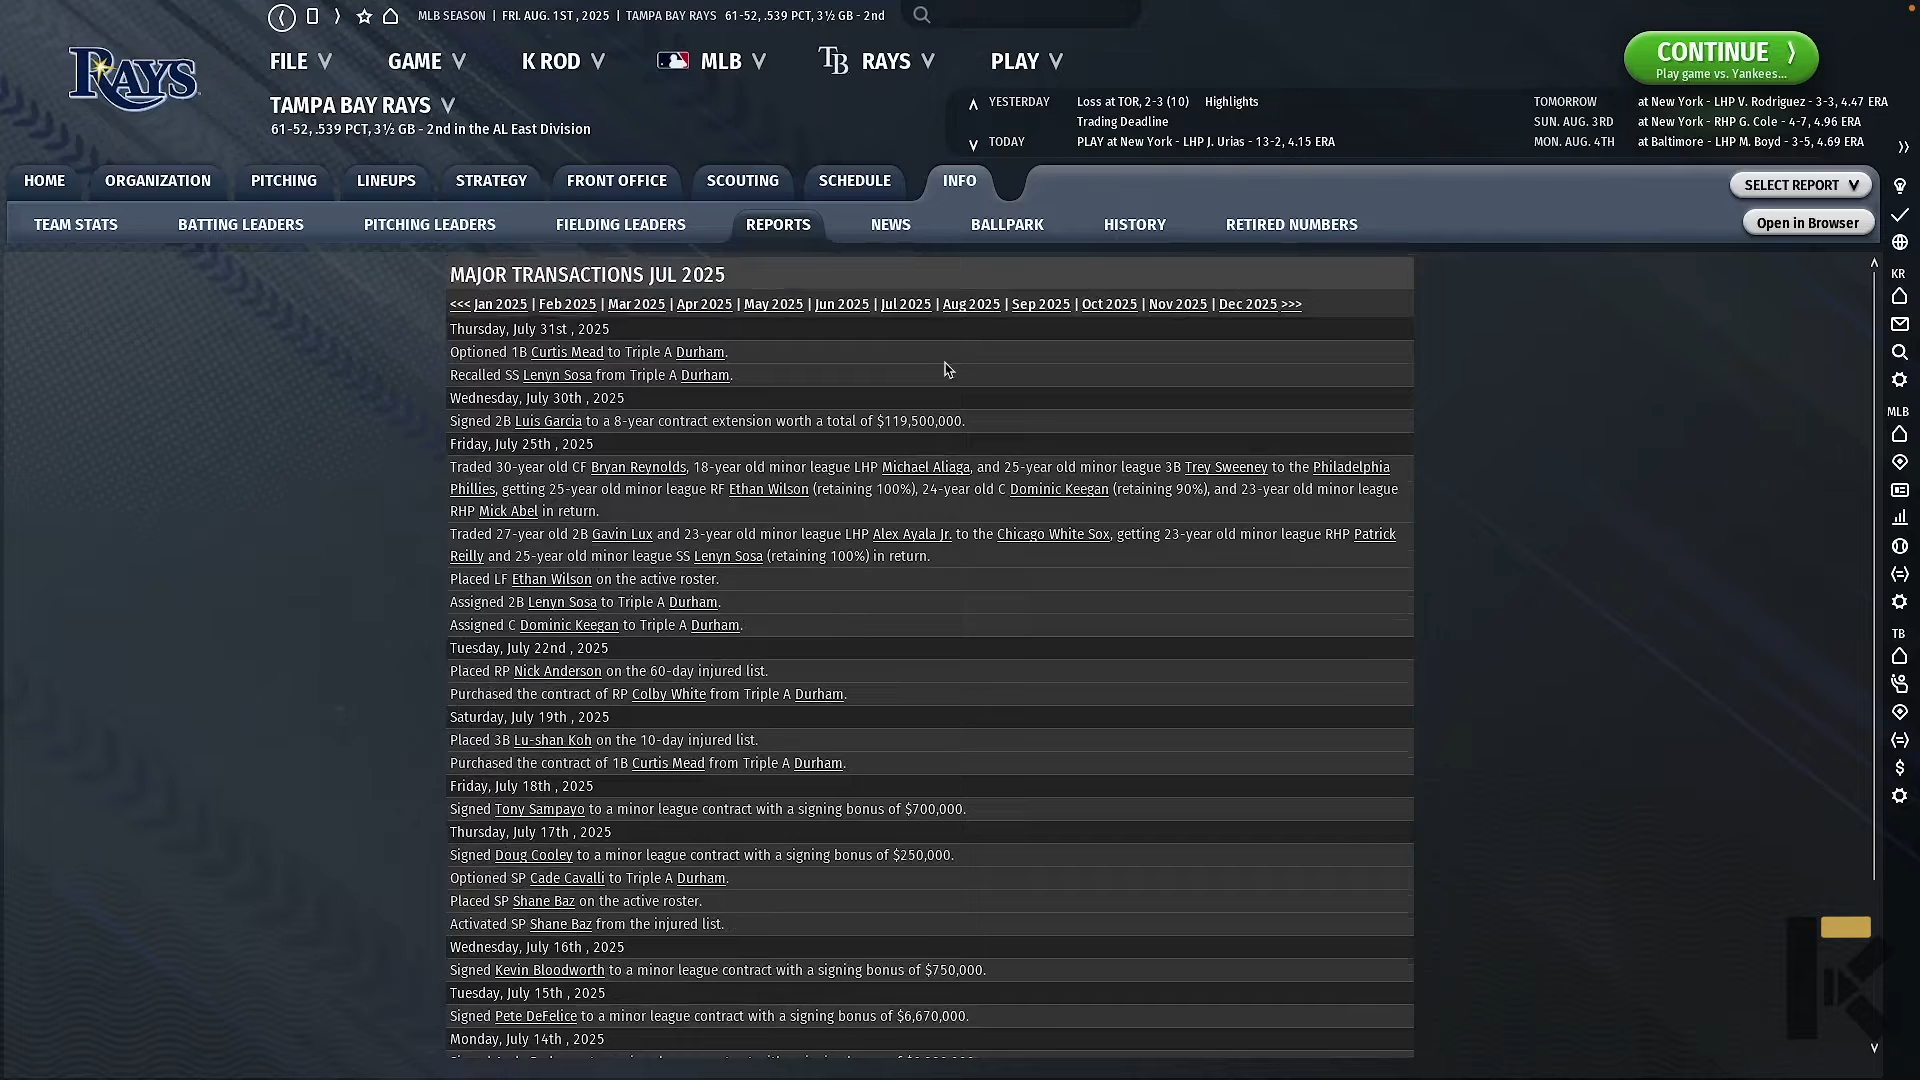 MLB SEASON | FRI. AUG. 1ST , 2025 | TAMPA BAY RAYS 61-52, .539 PCT, 3½ GB - 2nd
RAYS
FILE GAME K ROD MLB TB RAYS PLAY
CONTINUE
Play game vs. Yankees...
TAMPA BAY RAYS
61-52, .539 PCT, 3½ GB - 2nd in the AL East Division
YESTERDAY Loss at TOR, 2-3 (10) Highlights
Trading Deadline
TODAY PLAY at New York - LHP J. Urias - 13-2, 4.15 ERA
TOMORROW at New York - LHP V. Rodriguez - 3-3, 4.47 ERA
SUN. AUG. 3RD at New York - RHP G. Cole - 4-7, 4.96 ERA
MON. AUG. 4TH at Baltimore - LHP M. Boyd - 3-5, 4.69 ERA
HOME ORGANIZATION PITCHING LINEUPS STRATEGY FRONT OFFICE SCOUTING SCHEDULE INFO
SELECT REPORT
TEAM STATS BATTING LEADERS PITCHING LEADERS FIELDING LEADERS REPORTS NEWS BALLPARK HISTORY RETIRED NUMBERS
Open in Browser
MAJOR TRANSACTIONS JUL 2025
<<< Jan 2025 | Feb 2025 | Mar 2025 | Apr 2025 | May 2025 | Jun 2025 | Jul 2025 | Aug 2025 | Sep 2025 | Oct 2025 | Nov 2025 | Dec 2025 >>>
Thursday, July 31st , 2025
Optioned 1B Curtis Mead to Triple A Durham.
Recalled SS Lenyn Sosa from Triple A Durham.
Wednesday, July 30th , 2025
Signed 2B Luis Garcia to a 8-year contract extension worth a total of $119,500,000.
Friday, July 25th , 2025
Traded 30-year old CF Bryan Reynolds, 18-year old minor league LHP Michael Aliaga, and 25-year old minor league 3B Trey Sweeney to the Philadelphia
Phillies, getting 25-year old minor league RF Ethan Wilson (retaining 100%), 24-year old C Dominic Keegan (retaining 90%), and 23-year old minor league
RHP Mick Abel in return.
Traded 27-year old 2B Gavin Lux and 23-year old minor league LHP Alex Ayala Jr. to the Chicago White Sox, getting 23-year old minor league RHP Patrick
Reilly and 25-year old minor league SS Lenyn Sosa (retaining 100%) in return.
Placed LF Ethan Wilson on the active roster.
Assigned 2B Lenyn Sosa to Triple A Durham.
Assigned C Dominic Keegan to Triple A Durham.
Tuesday, July 22nd , 2025
Placed RP Nick Anderson on the 60-day injured list.
Purchased the contract of RP Colby White from Triple A Durham.
Saturday, July 19th , 2025
Placed 3B Lu-shan Koh on the 10-day injured list.
Purchased the contract of 1B Curtis Mead from Triple A Durham.
Friday, July 18th , 2025
Signed Tony Sampayo to a minor league contract with a signing bonus of $700,000.
Thursday, July 17th , 2025
Signed Doug Cooley to a minor league contract with a signing bonus of $250,000.
Optioned SP Cade Cavalli to Triple A Durham.
Placed SP Shane Baz on the active roster.
Activated SP Shane Baz from the injured list.
Wednesday, July 16th , 2025
Signed Kevin Bloodworth to a minor league contract with a signing bonus of $750,000.
Tuesday, July 15th , 2025
Signed Pete DeFelice to a minor league contract with a signing bonus of $6,670,000.
Monday, July 14th , 2025
KR
MLB
TB